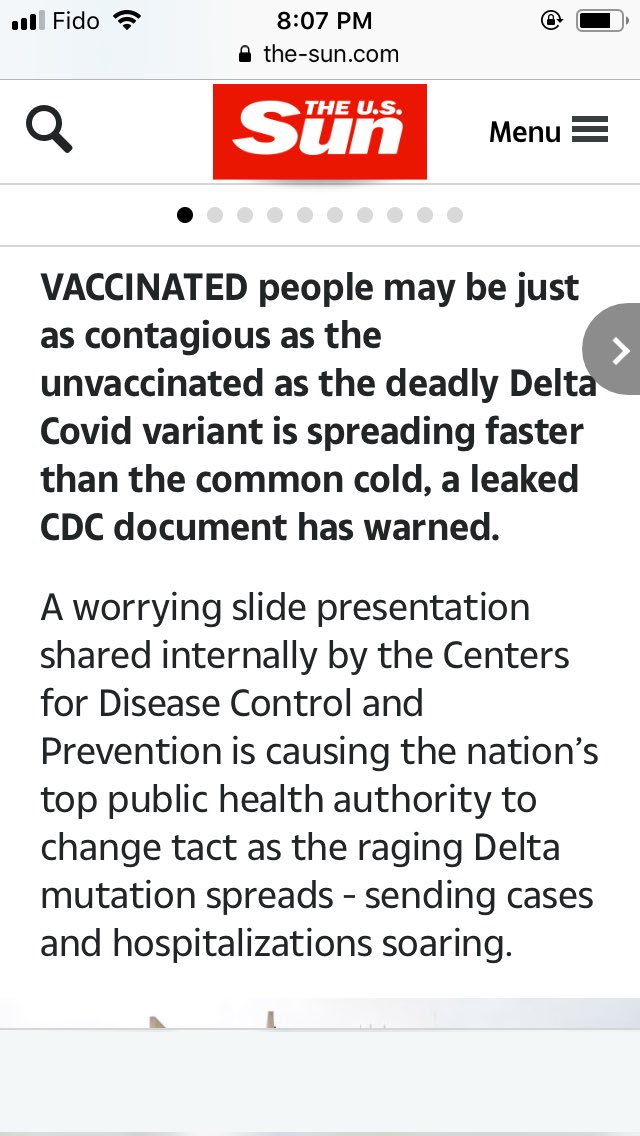 Fido 8:07 PM
the-sun.com
THE U.S.
Sun
Menu
VACCINATED people may be just
as contagious as the
unvaccinated as the deadly Delta
Covid variant is spreading faster
than the common cold, a leaked
CDC document has warned.
A worrying slide presentation
shared internally by the Centers
for Disease Control and
Prevention is causing the nation’s
top public health authority to
change tact as the raging Delta
mutation spreads - sending cases
and hospitalizations soaring.